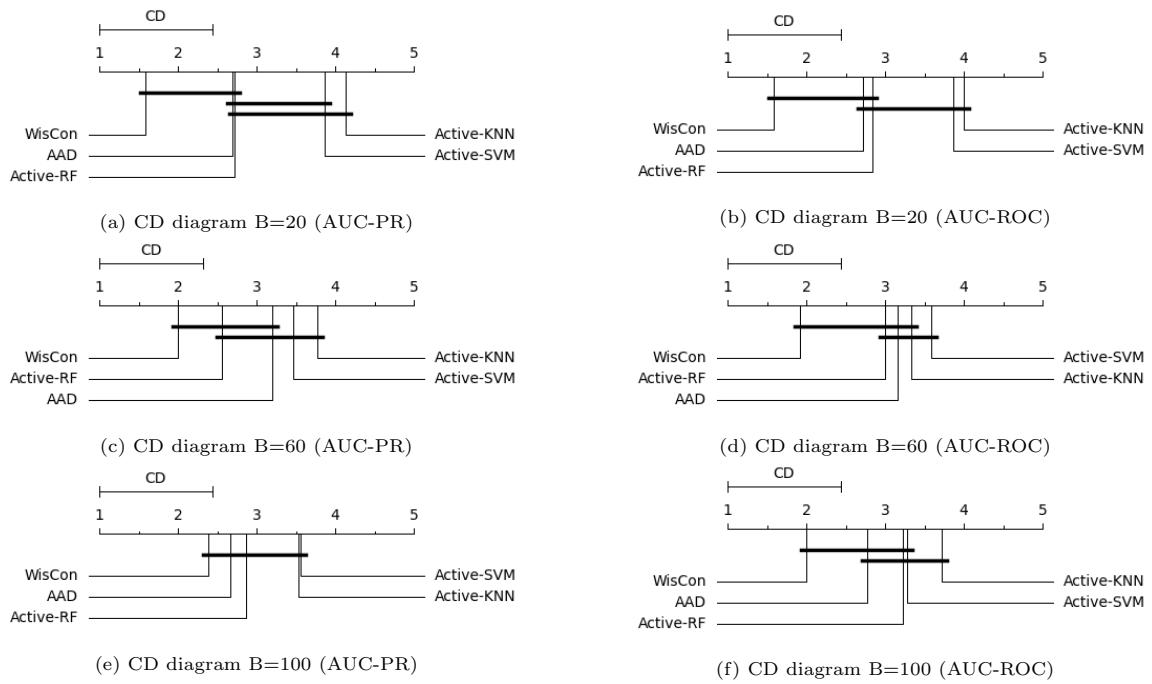 CD
1 2 3 4 5
WisCon Active-KNN
AAD Active-SVM
Active-RF
(a) CD diagram B=20 (AUC-PR)
CD
1 2 3 4 5
WisCon Active-KNN
AAD Active-SVM
Active-RF
(b) CD diagram B=20 (AUC-ROC)
CD
1 2 3 4 5
WisCon Active-KNN
Active-RF Active-SVM
AAD
(c) CD diagram B=60 (AUC-PR)
CD
1 2 3 4 5
WisCon Active-SVM
Active-RF Active-KNN
AAD
(d) CD diagram B=60 (AUC-ROC)
CD
1 2 3 4 5
WisCon Active-SVM
AAD Active-KNN
Active-RF
(e) CD diagram B=100 (AUC-PR)
CD
1 2 3 4 5
WisCon Active-KNN
AAD Active-SVM
Active-RF
(f) CD diagram B=100 (AUC-ROC)